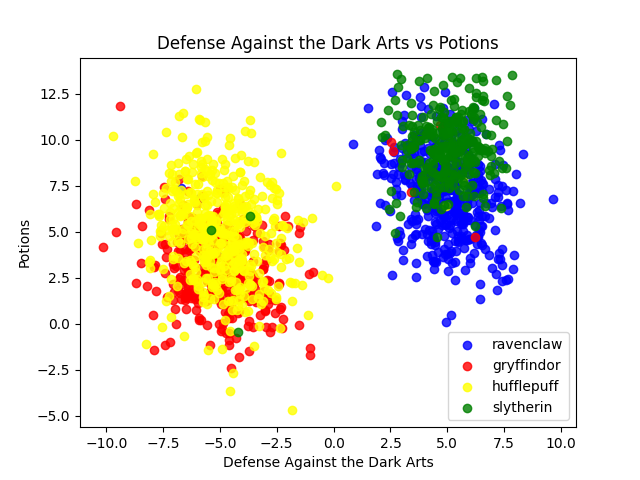 Defense Against the Dark Arts vs Potions
12.5
10.0
7.5
5.0
2.5
0.0
−2.5
−5.0
Potions
ravenclaw
gryffindor
hufflepuff
slytherin
−10.0 −7.5 −5.0 −2.5 0.0 2.5 5.0 7.5 10.0
Defense Against the Dark Arts